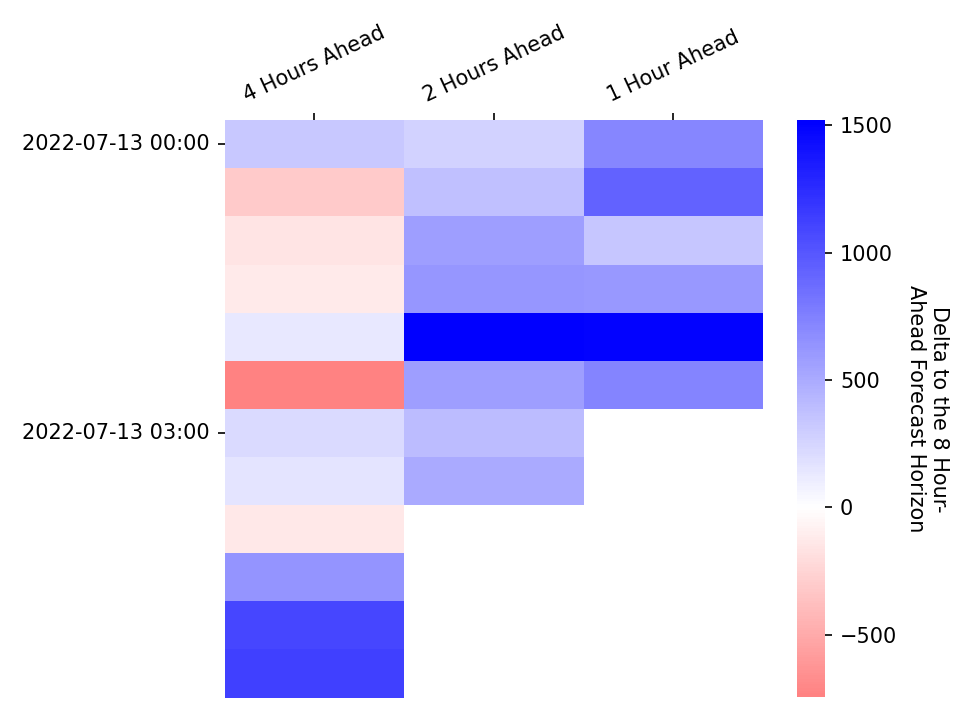 4 Hours Ahead
2 Hours Ahead
1 Hour Ahead
2022-07-13 00:00
2022-07-13 03:00
1500
1000
500
0
−500
Delta to the 8 Hour-
Ahead Forecast Horizon